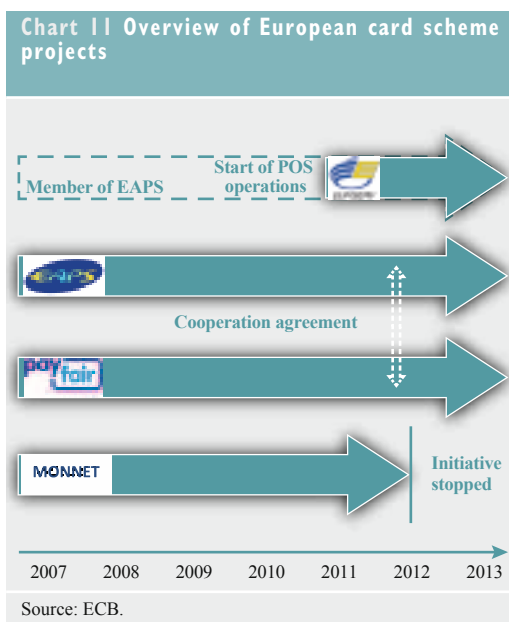 Chart 11 Overview of European card scheme
projects
Start of POS
Member of EAPS operations
EAPS
Cooperation agreement
pay
fair
MONNET
Initiative
stopped
2007 2008 2009 2010 2011 2012 2013
Source: ECB.